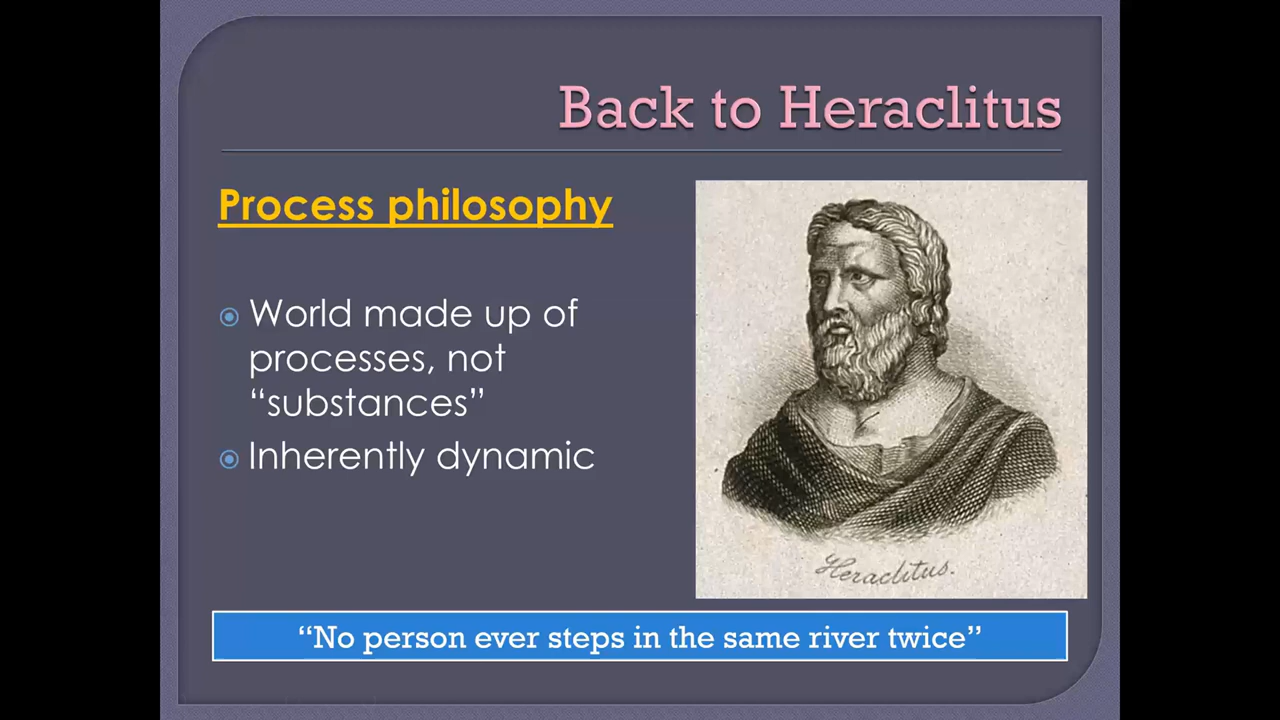 Back to Heraclitus
Process philosophy
World made up of
processes, not
“substances”
Inherently dynamic
Heraclitus.
“No person ever steps in the same river twice”